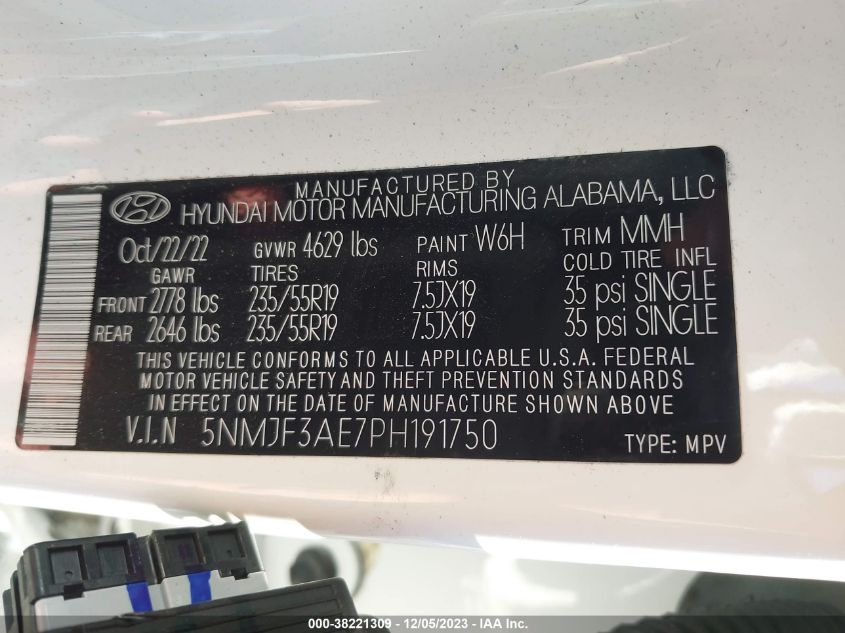 MANUFACTURED BY
HYUNDAI MOTOR MANUFACTURING ALABAMA, LLC
Oct/22/22 GVWR 4629 lbs PAINT W6H TRIM MMH
GAWR TIRES RIMS COLD TIRE INFL
FRONT 2778 lbs 235/55R19 7.5JX19 35 psi SINGLE
REAR 2646 lbs 235/55R19 7.5JX19 35 psi SINGLE
THIS VEHICLE CONFORMS TO ALL APPLICABLE U.S.A. FEDERAL
MOTOR VEHICLE SAFETY AND THEFT PREVENTION STANDARDS
IN EFFECT ON THE DATE OF MANUFACTURE SHOWN ABOVE
V.I.N 5NMJF3AE7PH191750 TYPE: MPV
000-38221309 - 12/05/2023 - IAA Inc.